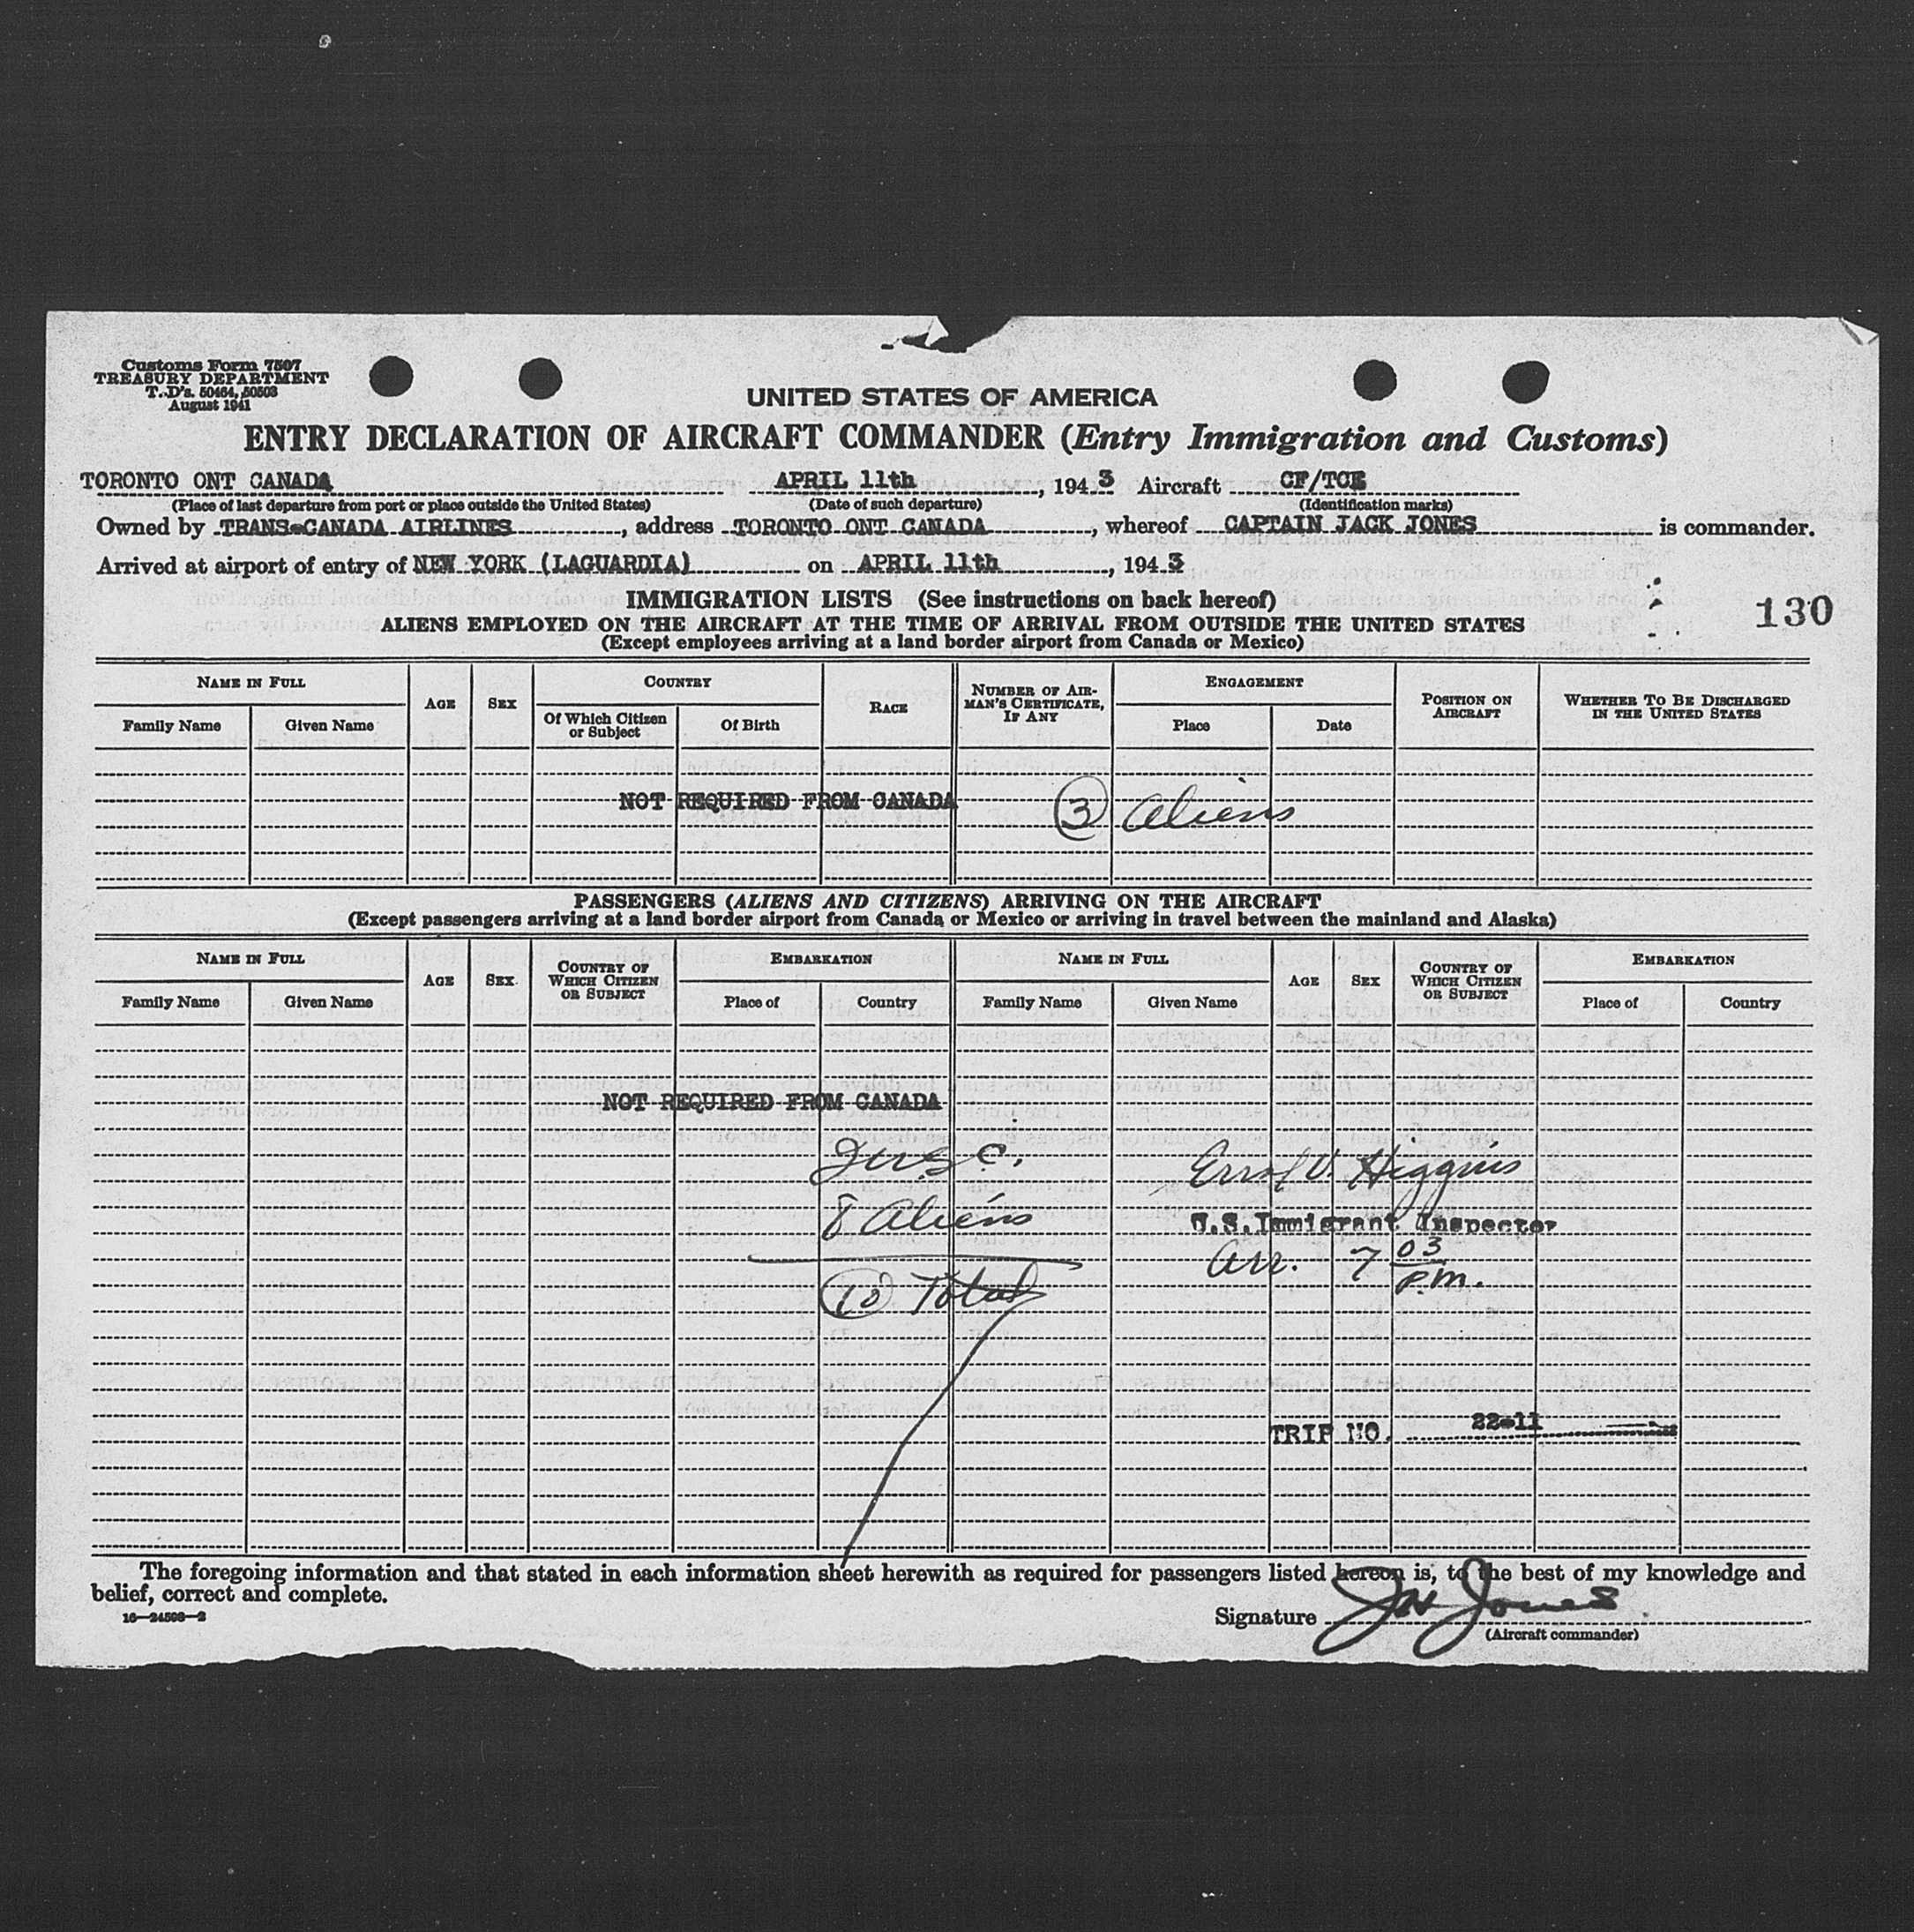 Customs Form 7507
TREASURY DEPARTMENT
T. D's. 50464, 50503
August 1941
UNITED STATES OF AMERICA
ENTRY DECLARATION OF AIRCRAFT COMMANDER (Entry Immigration and Customs)
TORONTO ONT CANADA APRIL 11th, 1943 Aircraft CF/TCE
(Place of last departure from port or place outside the United States) (Date of such departure) (Identification marks)
Owned by TRANS-CANADA AIRLINES, address TORONTO ONT CANADA, whereof CAPTAIN JACK JONES is commander.
Arrived at airport of entry of NEW YORK (LAGUARDIA) on APRIL 11th, 1943
IMMIGRATION LISTS (See instructions on back hereof)
130
ALIENS EMPLOYED ON THE AIRCRAFT AT THE TIME OF ARRIVAL FROM OUTSIDE THE UNITED STATES
(Except employees arriving at a land border airport from Canada or Mexico)
NAME IN FULL AGE SEX COUNTRY RACE NUMBER OF AIRMAN'S CERTIFICATE, IF ANY ENGAGEMENT POSITION ON AIRCRAFT WHETHER TO BE DISCHARGED IN THE UNITED STATES
Family Name Given Name Of Which Citizen or Subject Of Birth Place Date
NOT REQUIRED FROM CANADA 3 Aliens
PASSENGERS (ALIENS AND CITIZENS) ARRIVING ON THE AIRCRAFT
(Except passengers arriving at a land border airport from Canada or Mexico or arriving in travel between the mainland and Alaska)
NAME IN FULL AGE SEX COUNTRY OF WHICH CITIZEN OR SUBJECT EMBARKATION NAME IN FULL AGE SEX COUNTRY OF WHICH CITIZEN OR SUBJECT EMBARKATION
Family Name Given Name Place of Country Family Name Given Name Place of Country
NOT REQUIRED FROM CANADA
Errol V. Higgins
8 Aliens U.S. Immigrant Inspector
Arr. 7 03 P.M.
10 Total
TRIP NO. 22-11
The foregoing information and that stated in each information sheet herewith as required for passengers listed hereon is, to the best of my knowledge and
belief, correct and complete.
16—24598—2
Signature Jas Jones
(Aircraft commander)